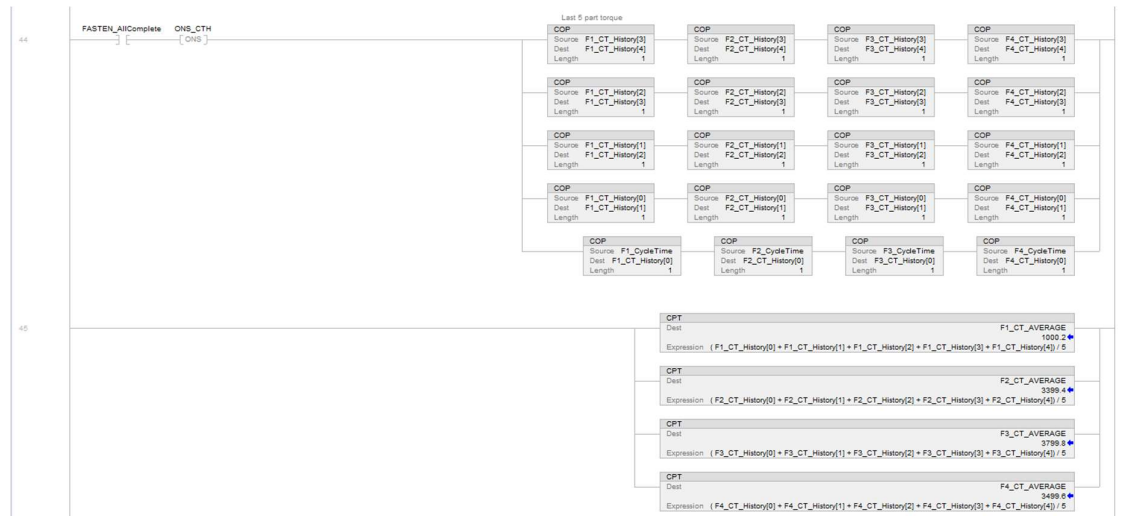 Last 5 part torque
44
FASTEN_AllComplete ONS_CTH
ONS
COP COP COP COP
Source F1_CT_History[3] Source F2_CT_History[3] Source F3_CT_History[3] Source F4_CT_History[3]
Dest F1_CT_History[4] Dest F2_CT_History[4] Dest F3_CT_History[4] Dest F4_CT_History[4]
Length 1 Length 1 Length 1 Length 1
COP COP COP COP
Source F1_CT_History[2] Source F2_CT_History[2] Source F3_CT_History[2] Source F4_CT_History[2]
Dest F1_CT_History[3] Dest F2_CT_History[3] Dest F3_CT_History[3] Dest F4_CT_History[3]
Length 1 Length 1 Length 1 Length 1
COP COP COP COP
Source F1_CT_History[1] Source F2_CT_History[1] Source F3_CT_History[1] Source F4_CT_History[1]
Dest F1_CT_History[2] Dest F2_CT_History[2] Dest F3_CT_History[2] Dest F4_CT_History[2]
Length 1 Length 1 Length 1 Length 1
COP COP COP COP
Source F1_CT_History[0] Source F2_CT_History[0] Source F3_CT_History[0] Source F4_CT_History[0]
Dest F1_CT_History[1] Dest F2_CT_History[1] Dest F3_CT_History[1] Dest F4_CT_History[1]
Length 1 Length 1 Length 1 Length 1
COP COP COP COP
Source F1_CycleTime Source F2_CycleTime Source F3_CycleTime Source F4_CycleTime
Dest F1_CT_History[0] Dest F2_CT_History[0] Dest F3_CT_History[0] Dest F4_CT_History[0]
Length 1 Length 1 Length 1 Length 1
45
CPT
Dest F1_CT_AVERAGE
1000.2
Expression ( F1_CT_History[0] + F1_CT_History[1] + F1_CT_History[2] + F1_CT_History[3] + F1_CT_History[4]) / 5
CPT
Dest F2_CT_AVERAGE
3399.4
Expression ( F2_CT_History[0] + F2_CT_History[1] + F2_CT_History[2] + F2_CT_History[3] + F2_CT_History[4]) / 5
CPT
Dest F3_CT_AVERAGE
3799.8
Expression ( F3_CT_History[0] + F3_CT_History[1] + F3_CT_History[2] + F3_CT_History[3] + F3_CT_History[4]) / 5
CPT
Dest F4_CT_AVERAGE
3499.6
Expression ( F4_CT_History[0] + F4_CT_History[1] + F4_CT_History[2] + F4_CT_History[3] + F4_CT_History[4]) / 5